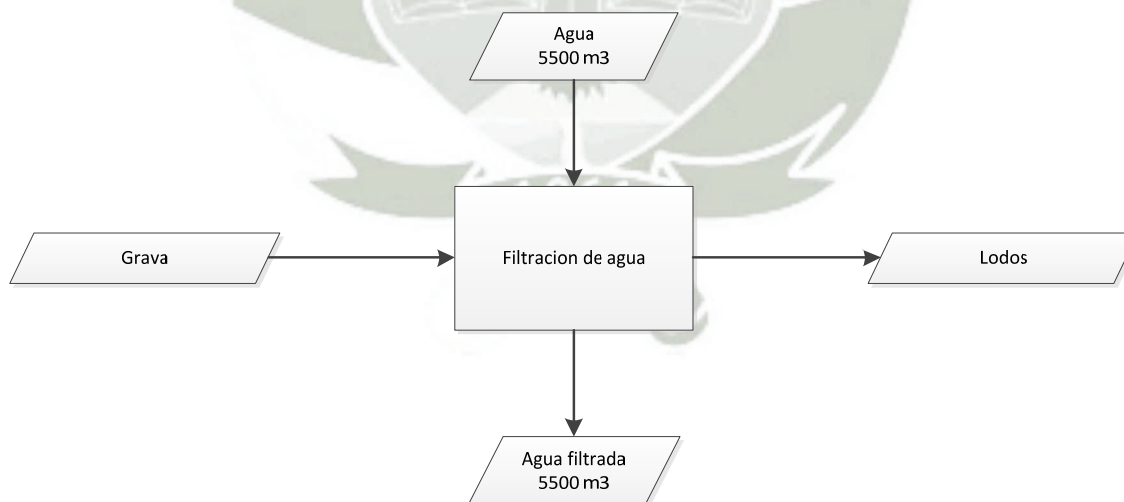 Agua
5500 m3
Grava
Filtracion de agua
Lodos
Agua filtrada
5500 m3